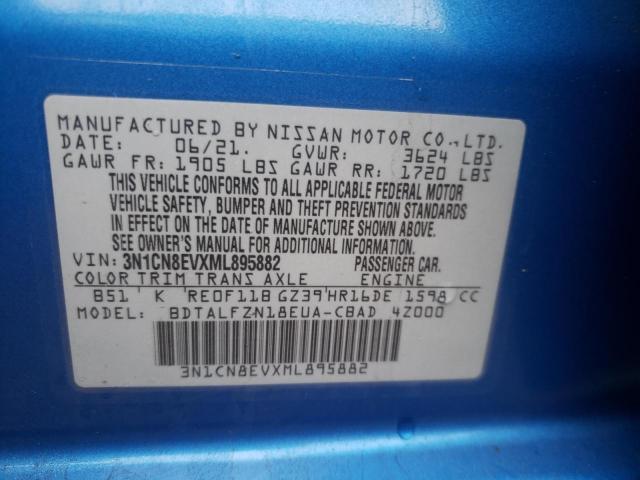 MANUFACTURED BY NISSAN MOTOR CO., LTD.
DATE: 06/21. GVWR: 3624 LBS
GAWR FR: 1905 LBS GAWR RR: 1720 LBS
THIS VEHICLE CONFORMS TO ALL APPLICABLE FEDERAL MOTOR
VEHICLE SAFETY, BUMPER AND THEFT PREVENTION STANDARDS
IN EFFECT ON THE DATE OF MANUFACTURE SHOWN ABOVE.
SEE OWNER'S MANUAL FOR ADDITIONAL INFORMATION.
VIN: 3N1CN8EVXML895882 PASSENGER CAR.
COLOR TRIM TRANS AXLE ENGINE
B51 K RE0F11B GZ39 HR16DE 1598 CC
MODEL: BDTALFZN18EUA-CBAD 4Z000
3N1CN8EVXML895882